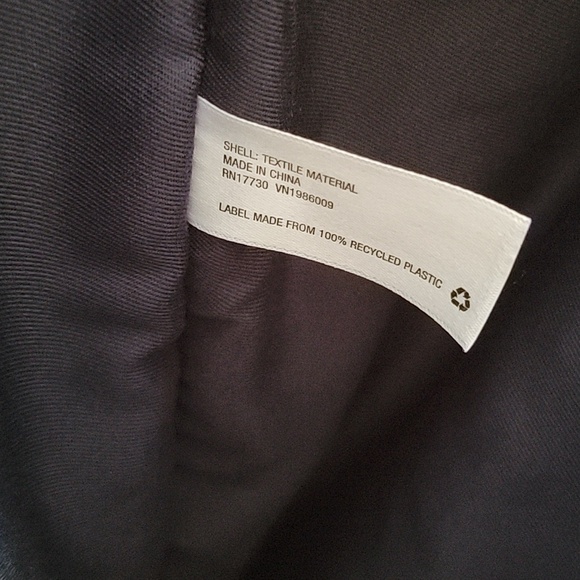 SHELL: TEXTILE MATERIAL
MADE IN CHINA
RN17730 VN1986009
LABEL MADE FROM 100% RECYCLED PLASTIC